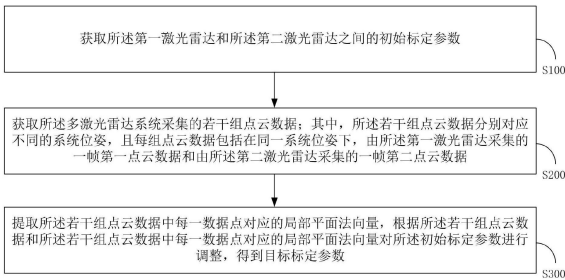 获取所述第一激光雷达和所述第二激光雷达之间的初始标定参数
S100
获取所述多激光雷达系统采集的若干组点云数据；其中，所述若干组点云数据分别对应
不同的系统位姿，且每组点云数据包括在同一系统位姿下，由所述第一激光雷达采集的
一帧第一点云数据和由所述第二激光雷达采集的一帧第二点云数据
S200
提取所述若干组点云数据中每一数据点对应的局部平面法向量，根据所述若干组点云数
据和所述若干组点云数据中每一数据点对应的局部平面法向量对所述初始标定参数进行
调整，得到目标标定参数
S300